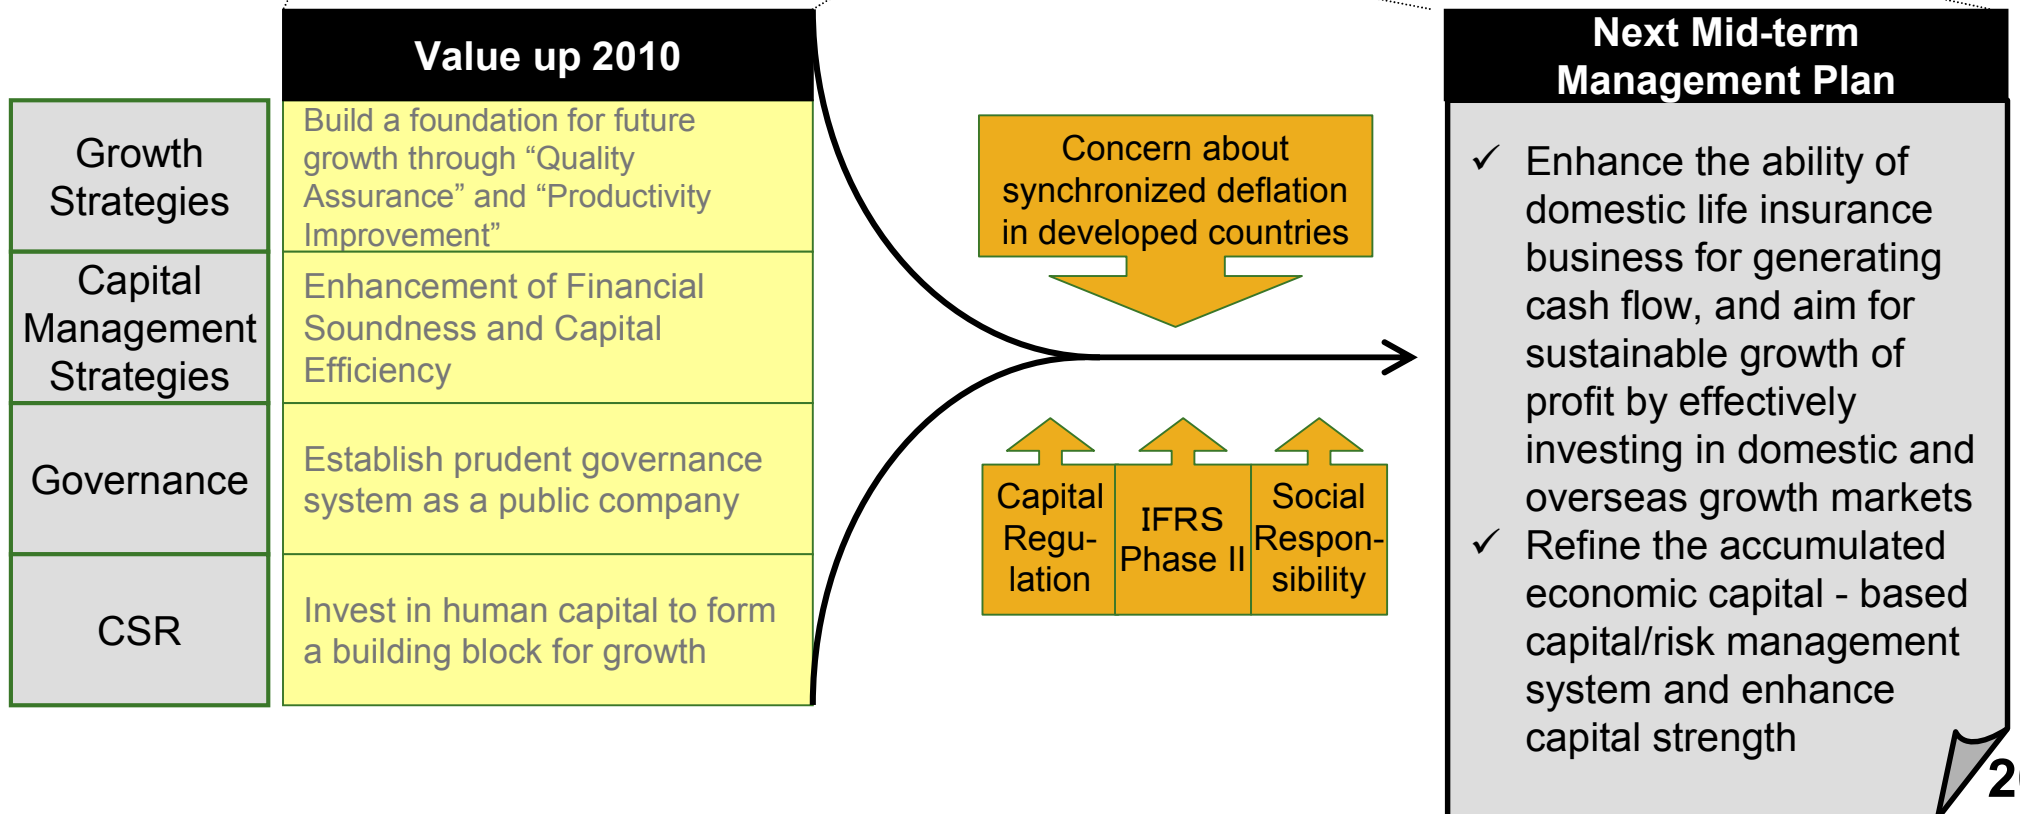 Value up 2010
Growth
Strategies
Build a foundation for future
growth through “Quality
Assurance” and “Productivity
Improvement”
Capital
Management
Strategies
Enhancement of Financial
Soundness and Capital
Efficiency
Governance
Establish prudent governance
system as a public company
CSR
Invest in human capital to form
a building block for growth
Concern about
synchronized deflation
in developed countries
Capital
Regu-
lation
IFRS
Phase II
Social
Respon-
sibility
Next Mid-term
Management Plan
✓ Enhance the ability of
domestic life insurance
business for generating
cash flow, and aim for
sustainable growth of
profit by effectively
investing in domestic and
overseas growth markets
✓ Refine the accumulated
economic capital - based
capital/risk management
system and enhance
capital strength